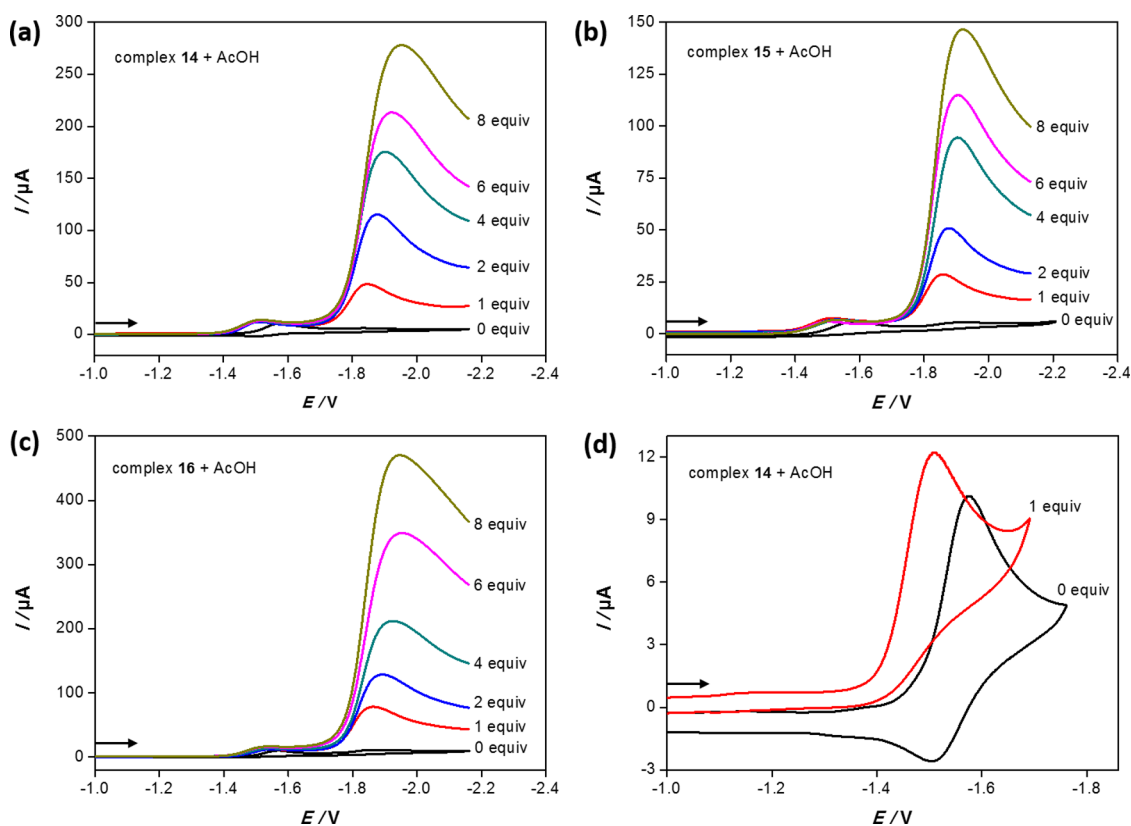 (a)
complex 14 + AcOH
300
250
200
150
100
50
0
I /µA
8 equiv
6 equiv
4 equiv
2 equiv
1 equiv
0 equiv
-1.0 -1.2 -1.4 -1.6 -1.8 -2.0 -2.2 -2.4
E /V
(b)
complex 15 + AcOH
150
125
100
75
50
25
0
I /µA
8 equiv
6 equiv
4 equiv
2 equiv
1 equiv
0 equiv
-1.0 -1.2 -1.4 -1.6 -1.8 -2.0 -2.2 -2.4
E /V
(c)
complex 16 + AcOH
500
400
300
200
100
0
I /µA
8 equiv
6 equiv
4 equiv
2 equiv
1 equiv
0 equiv
-1.0 -1.2 -1.4 -1.6 -1.8 -2.0 -2.2 -2.4
E /V
(d)
complex 14 + AcOH
12
9
6
3
0
-3
I /µA
1 equiv
0 equiv
-1.0 -1.2 -1.4 -1.6 -1.8
E /V